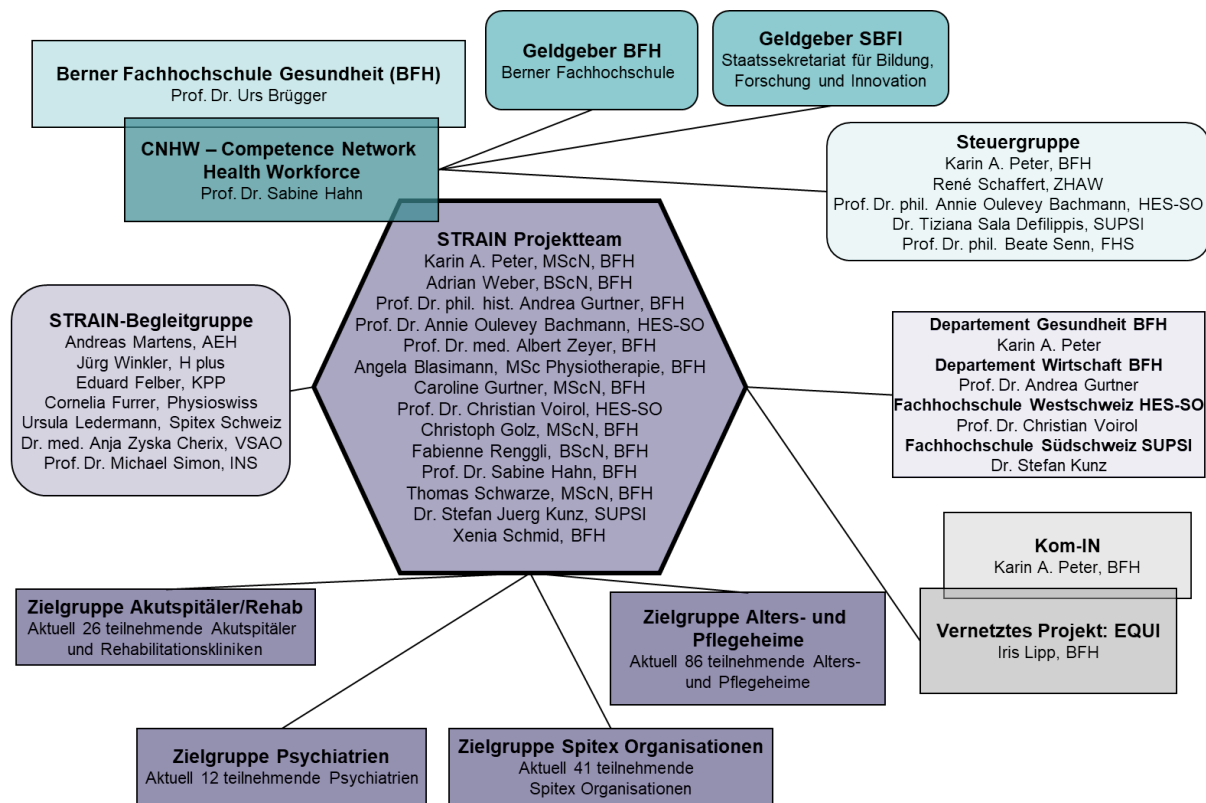 Berner Fachhochschule Gesundheit (BFH)
Prof. Dr. Urs Brügger
CNHW – Competence Network
Health Workforce
Prof. Dr. Sabine Hahn
Geldgeber BFH
Berner Fachhochschule
Geldgeber SBFI
Staatssekretariat für Bildung,
Forschung und Innovation
Steuergruppe
Karin A. Peter, BFH
René Schaffert, ZHAW
Prof. Dr. phil. Annie Oulevey Bachmann, HES-SO
Dr. Tiziana Sala Defilippis, SUPSI
Prof. Dr. phil. Beate Senn, FHS
STRAIN Projektteam
Karin A. Peter, MScN, BFH
Adrian Weber, BScN, BFH
Prof. Dr. phil. hist. Andrea Gurtner, BFH
Prof. Dr. Annie Oulevey Bachmann, HES-SO
Prof. Dr. med. Albert Zeyer, BFH
Angela Blasimann, MSc Physiotherapie, BFH
Caroline Gurtner, MScN, BFH
Prof. Dr. Christian Voirol, HES-SO
Christoph Golz, MScN, BFH
Fabienne Renggli, BScN, BFH
Prof. Dr. Sabine Hahn, BFH
Thomas Schwarze, MScN, BFH
Dr. Stefan Juerg Kunz, SUPSI
Xenia Schmid, BFH
STRAIN-Begleitgruppe
Andreas Martens, AEH
Jürg Winkler, H plus
Eduard Felber, KPP
Cornelia Furrer, Physioswiss
Ursula Ledermann, Spitex Schweiz
Dr. med. Anja Zyska Cherix, VSAO
Prof. Dr. Michael Simon, INS
Departement Gesundheit BFH
Karin A. Peter
Departement Wirtschaft BFH
Prof. Dr. Andrea Gurtner
Fachhochschule Westschweiz HES-SO
Prof. Dr. Christian Voirol
Fachhochschule Südschweiz SUPSI
Dr. Stefan Kunz
Kom-IN
Karin A. Peter, BFH
Vernetztes Projekt: EQUI
Iris Lipp, BFH
Zielgruppe Akutspitäler/Rehab
Aktuell 26 teilnehmende Akutspitäler
und Rehabilitationskliniken
Zielgruppe Alters- und
Pflegeheime
Aktuell 86 teilnehmende Alters-
und Pflegeheime
Zielgruppe Psychiatrien
Aktuell 12 teilnehmende Psychiatrien
Zielgruppe Spitex Organisationen
Aktuell 41 teilnehmende
Spitex Organisationen